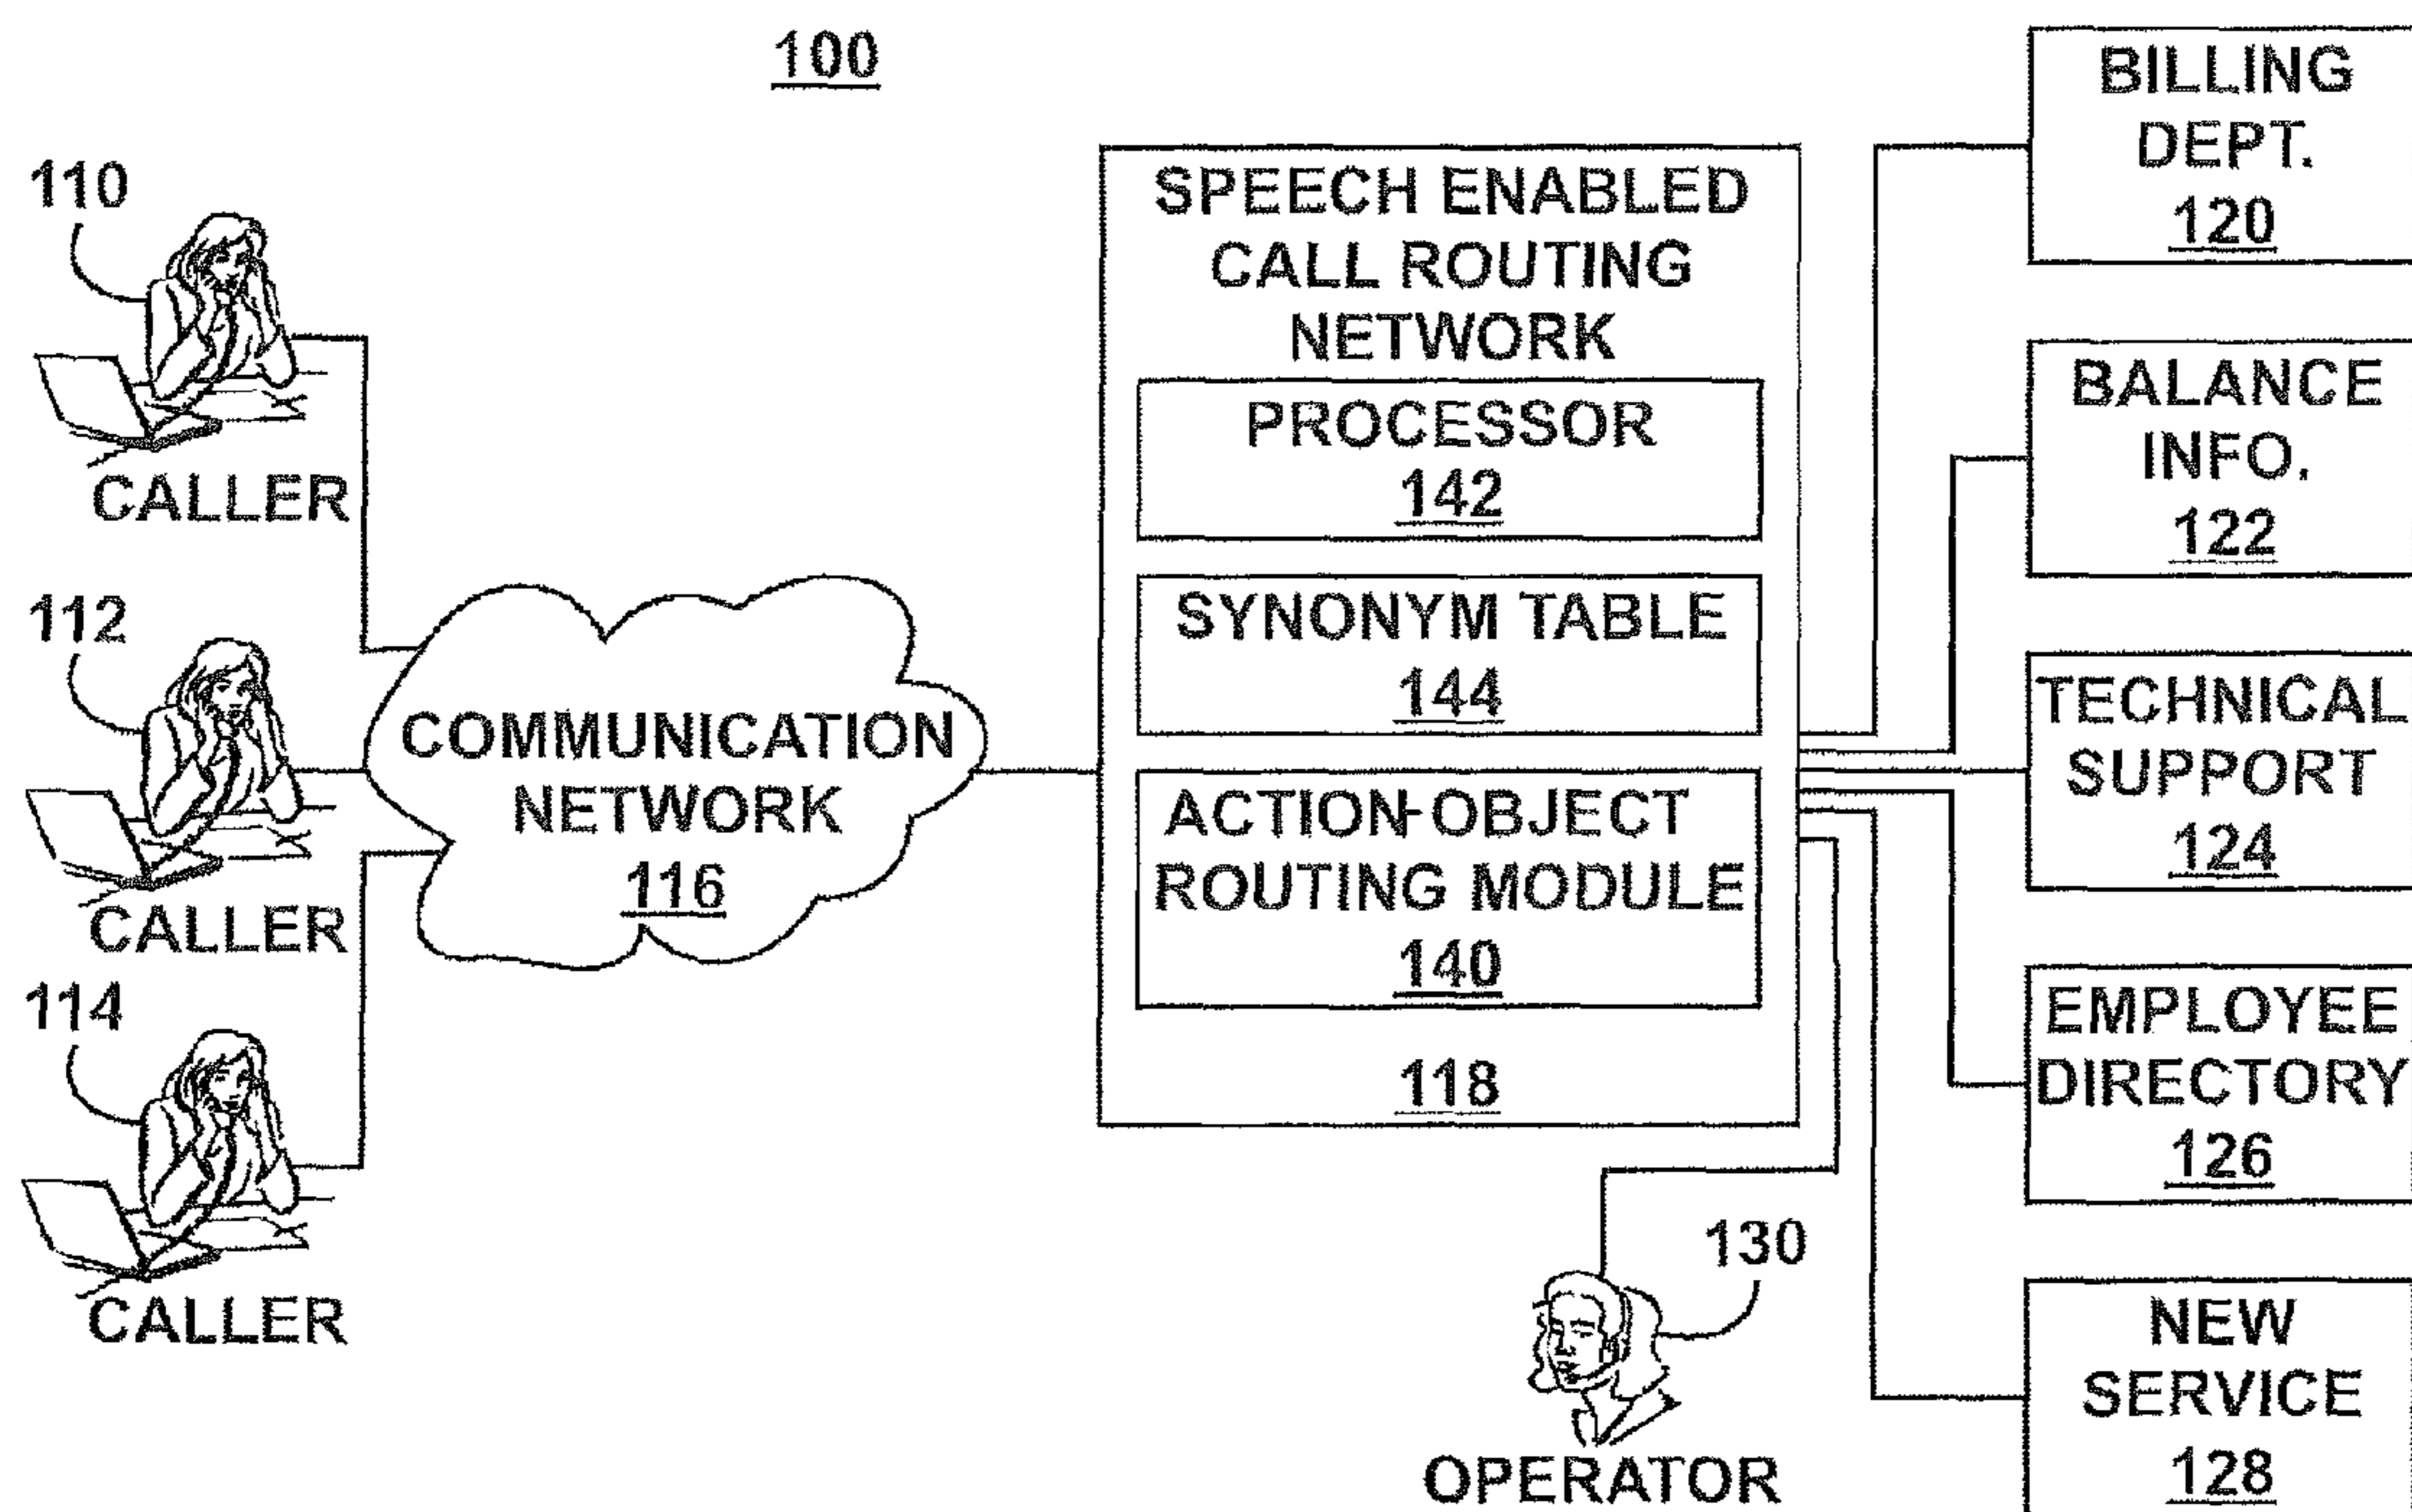 100
110
CALLER
112
CALLER
114
CALLER
COMMUNICATION
NETWORK
116
SPEECH ENABLED
CALL ROUTING
NETWORK
PROCESSOR
142
SYNONYM TABLE
144
ACTION-OBJECT
ROUTING MODULE
140
118
130
OPERATOR
BILLING
DEPT.
120
BALANCE
INFO.
122
TECHNICAL
SUPPORT
124
EMPLOYEE
DIRECTORY
126
NEW
SERVICE
128